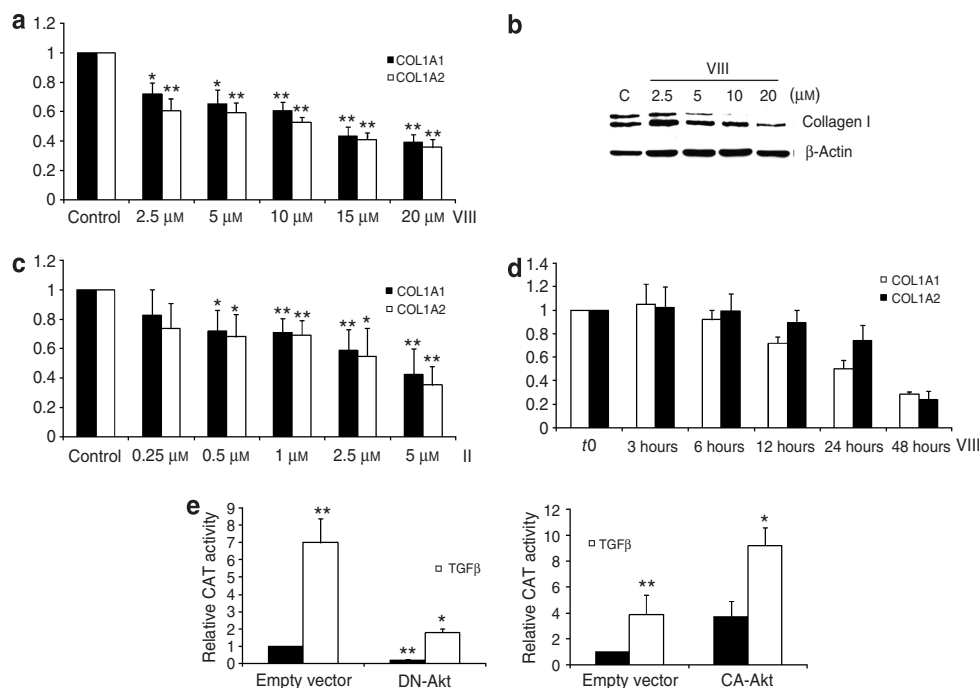 a
1.2
1
0.8
0.6
0.4
0.2
0
COL1A1
COL1A2
* ** * ** ** ** ** ** ** **
Control 2.5 μM 5 μM 10 μM 15 μM 20 μM VIII
b
VIII
C 2.5 5 10 20 (μM)
Collagen I
β-Actin
c
1.2
1
0.8
0.6
0.4
0.2
0
COL1A1
COL1A2
* * ** ** ** * ** **
Control 0.25 μM 0.5 μM 1 μM 2.5 μM 5 μM II
d
1.4
1.2
1
0.8
0.6
0.4
0.2
0
COL1A1
COL1A2
t0 3 hours 6 hours 12 hours 24 hours 48 hours VIII
e
Relative CAT activity
9
8
7
6
5
4
3
2
1
0
**
TGFβ
** *
Empty vector DN-Akt
Relative CAT activity
12
10
8
6
4
2
0
TGFβ
** *
Empty vector CA-Akt